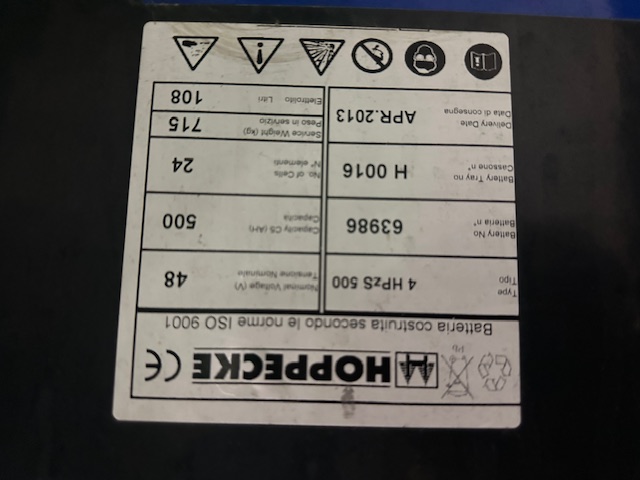 Pb
HOPPECKE CE
Batteria costruita secondo le norme ISO 9001
Type
Tipo
4 HPzS 500
Nominal Voltage (V)
Tensione Nominale
48
Battery No
Batteria n°
63986
Capacity C5 (AH)
Capacita
500
Battery Tray no
Cassone n°
H 0016
No. of Cells
N° elementi
24
Delivery Date
Data di consegna
APR.2013
Service Weight (kg)
Peso in servizio
715
Elettrolito Litri
108